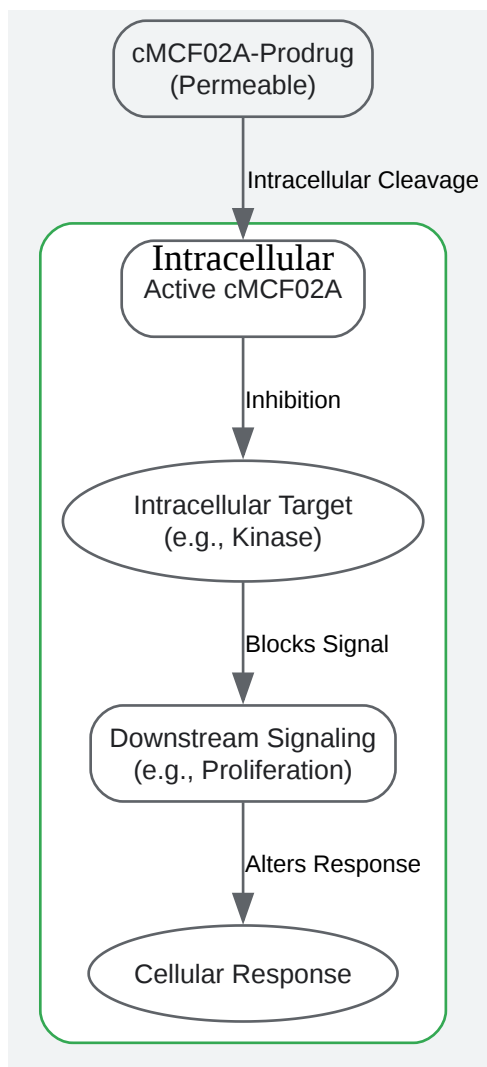 cMCF02A-Prodrug
(Permeable)
Intracellular Cleavage
Intracellular
Active cMCF02A
Inhibition
Intracellular Target
(e.g., Kinase)
Blocks Signal
Downstream Signaling
(e.g., Proliferation)
Alters Response
Cellular Response